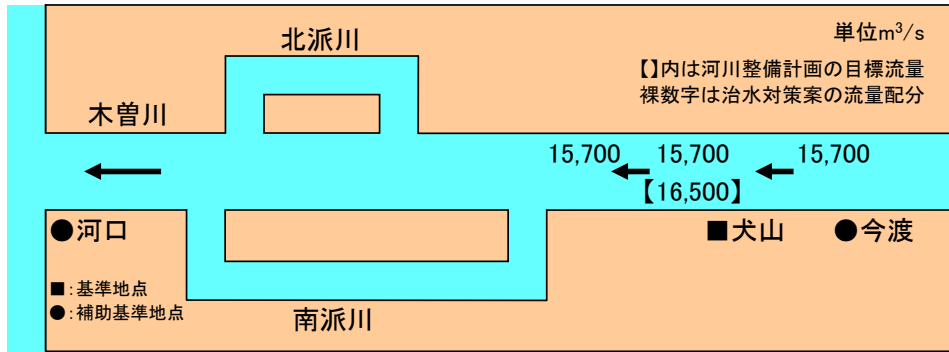 単位m³/s
【】内は河川整備計画の目標流量
裸数字は治水対策案の流量配分
北派川
木曽川
15,700 15,700 15,700
【16,500】
●河口
■犬山
●今渡
■:基準地点
●:補助基準地点
南派川